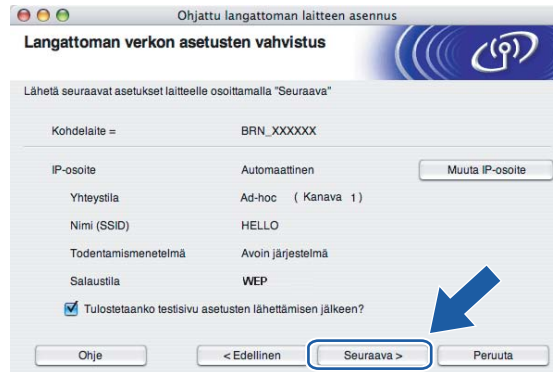 Ohjattu langattoman laitteen asennus
Langattoman verkon asetusten vahvistus
Lähetä seuraavat asetukset laitteelle osoittamalla "Seuraava"
Kohdelaite = BRN_XXXXXX
IP-osoite Automaattinen Muuta IP-osoite
Yhteystila Ad-hoc ( Kanava 1 )
Nimi (SSID) HELLO
Todentamismenetelmä Avoin järjestelmä
Salaustila WEP
Tulostetaanko testisivu asetusten lähettämisen jälkeen?
Ohje < Edellinen Seuraava > Peruuta